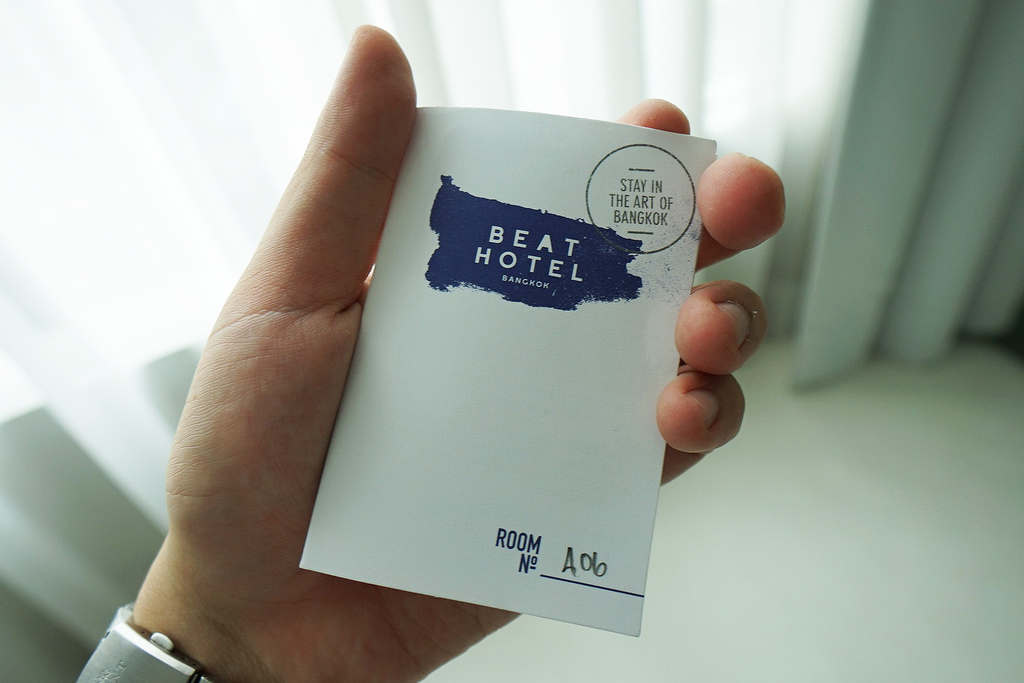 STAY IN
THE ART OF
BANGKOK
BEAT
HOTEL
BANGKOK
ROOM
Nº A06